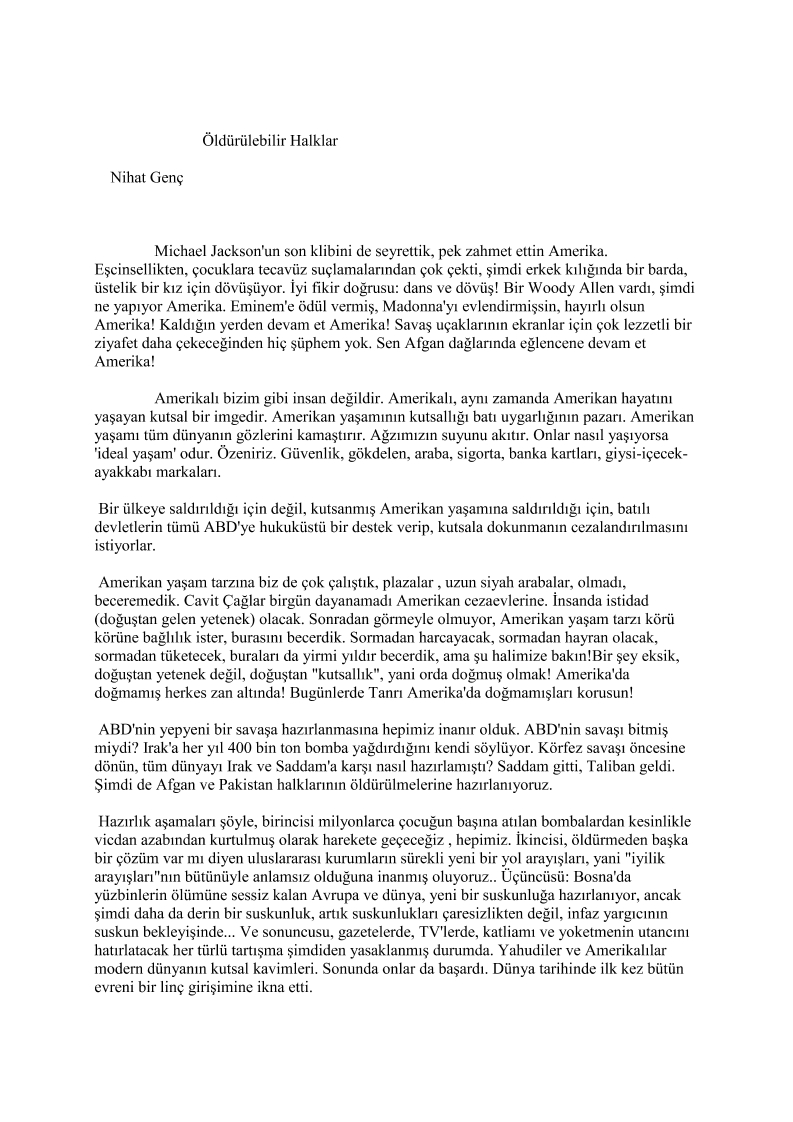 Öldürülebilir Halklar
Nihat Genç
Michael Jackson'un son klibini de seyrettik, pek zahmet ettin Amerika.
Eşcinsellikten, çocuklara tecavüz suçlamalarından çok çekti, şimdi erkek kılığında bir barda,
üstelik bir kız için dövüşüyor. İyi fikir doğrusu: dans ve dövüş! Bir Woody Allen vardı, şimdi
ne yapıyor Amerika. Eminem'e ödül vermiş, Madonna'yı evlendirmişsin, hayırlı olsun
Amerika! Kaldığın yerden devam et Amerika! Savaş uçaklarının ekranlar için çok lezzetli bir
ziyafet daha çekeceğinden hiç şüphem yok. Sen Afgan dağlarında eğlencene devam et
Amerika!
Amerikalı bizim gibi insan değildir. Amerikalı, aynı zamanda Amerikan hayatını
yaşayan kutsal bir imgedir. Amerikan yaşamının kutsallığı batı uygarlığının pazarı. Amerikan
yaşamı tüm dünyanın gözlerini kamaştırır. Ağzımızın suyunu akıtır. Onlar nasıl yaşıyorsa
'ideal yaşam' odur. Özeniriz. Güvenlik, gökdelen, araba, sigorta, banka kartları, giysi-içecek-
ayakkabı markaları.
Bir ülkeye saldırıldığı için değil, kutsanmış Amerikan yaşamına saldırıldığı için, batılı
devletlerin tümü ABD'ye hukuküstü bir destek verip, kutsala dokunmanın cezalandırılmasını
istiyorlar.
Amerikan yaşam tarzına biz de çok çalıştık, plazalar , uzun siyah arabalar, olmadı,
beceremedik. Cavit Çağlar birgün dayanamadı Amerikan cezaevlerine. İnsanda istidad
(doğuştan gelen yetenek) olacak. Sonradan görmeyle olmuyor, Amerikan yaşam tarzı körü
körüne bağlılık ister, burasını becerdik. Sormadan harcayacak, sormadan hayran olacak,
sormadan tüketecek, buraları da yirmi yıldır becerdik, ama şu halimize bakın!Bir şey eksik,
doğuştan yetenek değil, doğuştan "kutsallık", yani orda doğmuş olmak! Amerika'da
doğmamış herkes zan altında! Bugünlerde Tanrı Amerika'da doğmamışları korusun!
ABD'nin yepyeni bir savaşa hazırlanmasına hepimiz inanır olduk. ABD'nin savaşı bitmiş
miydi? Irak'a her yıl 400 bin ton bomba yağdırdığını kendi söylüyor. Körfez savaşı öncesine
dönün, tüm dünyayı Irak ve Saddam'a karşı nasıl hazırlamıştı? Saddam gitti, Taliban geldi.
Şimdi de Afgan ve Pakistan halklarının öldürülmelerine hazırlanıyoruz.
Hazırlık aşamaları şöyle, birincisi milyonlarca çocuğun başına atılan bombalardan kesinlikle
vicdan azabından kurtulmuş olarak harekete geçeceğiz , hepimiz. İkincisi, öldürmeden başka
bir çözüm var mı diyen uluslararası kurumların sürekli yeni bir yol arayışları, yani "iyilik
arayışları"nın bütünüyle anlamsız olduğuna inanmış oluyoruz.. Üçüncüsü: Bosna'da
yüzbinlerin ölümüne sessiz kalan Avrupa ve dünya, yeni bir suskunluğa hazırlanıyor, ancak
şimdi daha da derin bir suskunluk, artık suskunlukları çaresizlikten değil, infaz yargıcının
suskun bekleyişinde... Ve sonuncusu, gazetelerde, TV'lerde, katliamı ve yoketmenin utancını
hatırlatacak her türlü tartışma şimdiden yasaklanmış durumda. Yahudiler ve Amerikalılar
modern dünyanın kutsal kavimleri. Sonunda onlar da başardı. Dünya tarihinde ilk kez bütün
evreni bir linç girişimine ikna etti.